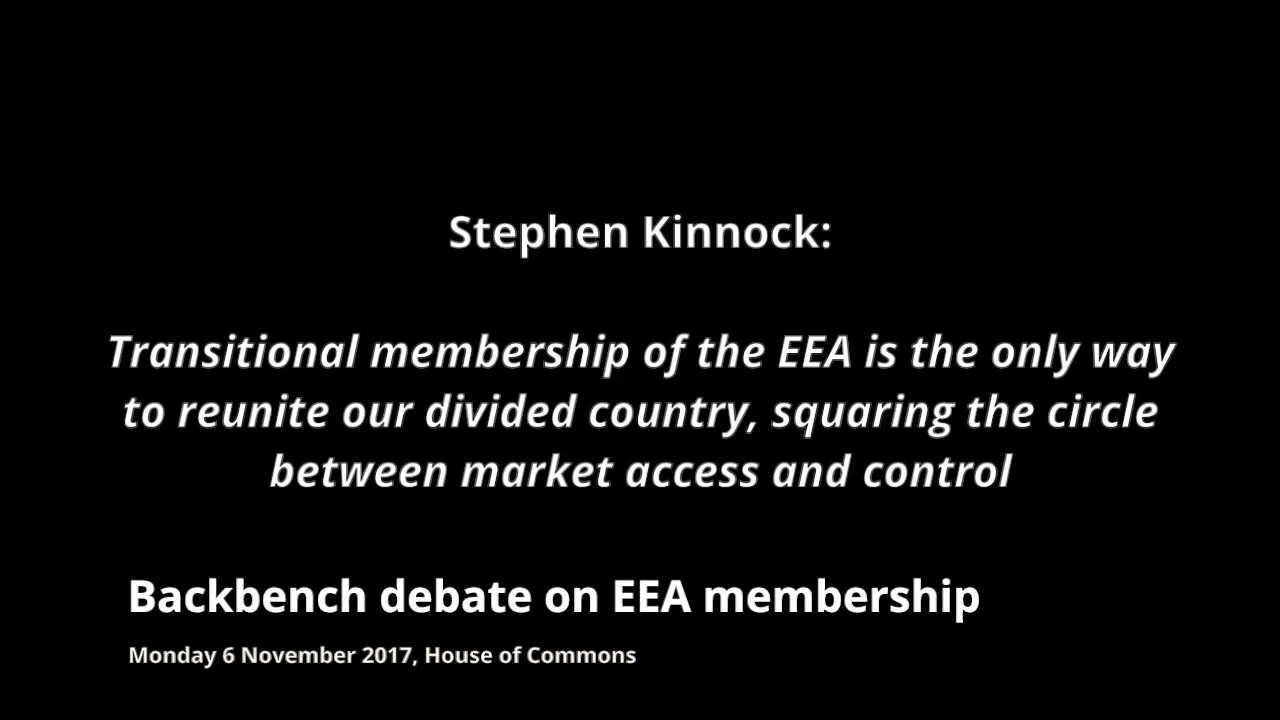 Stephen Kinnock:
Transitional membership of the EEA is the only way
to reunite our divided country, squaring the circle
between market access and control
Backbench debate on EEA membership
Monday 6 November 2017, House of Commons